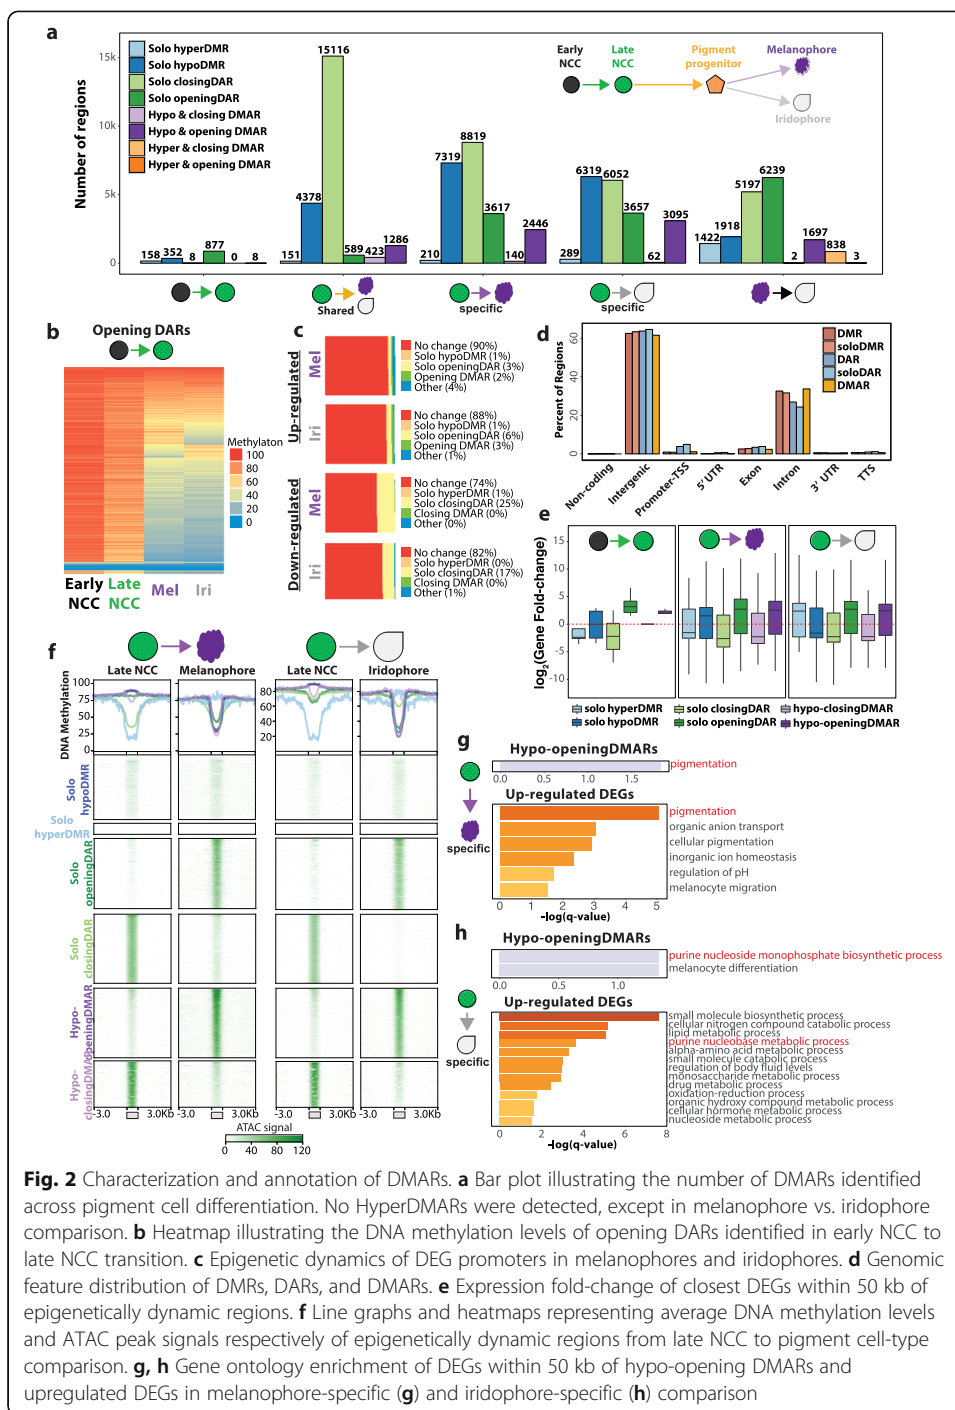 a
Solo hyperDMR
Solo hypoDMR
Solo closingDAR
Solo openingDAR
Hypo & closing DMAR
Hypo & opening DMAR
Hyper & closing DMAR
Hyper & opening DMAR
Early NCC
Late NCC
Pigment progenitor
Melanophore
Iridophore
Number of regions
15k
10k
5k
0
158 352 8 877 0 8
151 4378 15116 589 423 1286
210 7319 8819 3617 140 2446
289 6319 6052 3657 62 3095
1422 1918 5197 6239 2 1697 838 3
Shared
specific
specific
b
Opening DARs
Methylaton
100
80
60
40
20
0
Early NCC
Late NCC
Mel
Iri
c
Up-regulated
Mel
No change (90%)
Solo hypoDMR (1%)
Solo openingDAR (3%)
Opening DMAR (2%)
Other (4%)
Iri
No change (88%)
Solo hypoDMR (1%)
Solo openingDAR (6%)
Opening DMAR (3%)
Other (1%)
Down-regulated
Mel
No change (74%)
Solo hyperDMR (1%)
Solo closingDAR (25%)
Closing DMAR (0%)
Other (0%)
Iri
No change (82%)
Solo hyperDMR (0%)
Solo closingDAR (17%)
Closing DMAR (0%)
Other (1%)
d
Percent of Regions
60
40
20
0
DMR
soloDMR
DAR
soloDAR
DMAR
Non-coding
Intergenic
Promoter-TSS
5' UTR
Exon
Intron
3' UTR
TTS
e
log2(Gene Fold-change)
15
10
5
0
-5
-10
solo hyperDMR
solo hypoDMR
solo closingDAR
solo openingDAR
hypo-closingDMAR
hypo-openingDMAR
f
Late NCC
Melanophore
Late NCC
Iridophore
DNA Methylation
100
75
50
25
0
80
60
40
20
Solo hypoDMR
Solo hyperDMR
Solo openingDAR
Solo closingDAR
Hypo-openingDMAR
Hypo-closingDMAR
-3.0 3.0Kb
-3.0 3.0Kb
-3.0 3.0Kb
-3.0 3.0Kb
ATAC signal
0 40 80 120
g
Hypo-openingDMARs
pigmentation
0.0 0.5 1.0 1.5
specific
Up-regulated DEGs
pigmentation
organic anion transport
cellular pigmentation
inorganic ion homeostasis
regulation of pH
melanocyte migration
0 1 2 3 4 5
-log(q-value)
h
Hypo-openingDMARs
purine nucleoside monophosphate biosynthetic process
melanocyte differentiation
0.0 0.5 1.0
specific
Up-regulated DEGs
small molecule biosynthetic process
cellular nitrogen compound catabolic process
lipid metabolic process
purine nucleobase metabolic process
alpha-amino acid metabolic process
small molecule catabolic process
regulation of body fluid levels
monosaccharide metabolic process
drug metabolic process
oxidation-reduction process
organic hydroxy compound metabolic process
cellular hormone metabolic process
nucleoside metabolic process
0 2 4 6 8
-log(q-value)
Fig. 2 Characterization and annotation of DMARs. a Bar plot illustrating the number of DMARs identified
across pigment cell differentiation. No HyperDMARs were detected, except in melanophore vs. iridophore
comparison. b Heatmap illustrating the DNA methylation levels of opening DARs identified in early NCC to
late NCC transition. c Epigenetic dynamics of DEG promoters in melanophores and iridophores. d Genomic
feature distribution of DMRs, DARs, and DMARs. e Expression fold-change of closest DEGs within 50 kb of
epigenetically dynamic regions. f Line graphs and heatmaps representing average DNA methylation levels
and ATAC peak signals respectively of epigenetically dynamic regions from late NCC to pigment cell-type
comparison. g, h Gene ontology enrichment of DEGs within 50 kb of hypo-opening DMARs and
upregulated DEGs in melanophore-specific (g) and iridophore-specific (h) comparison